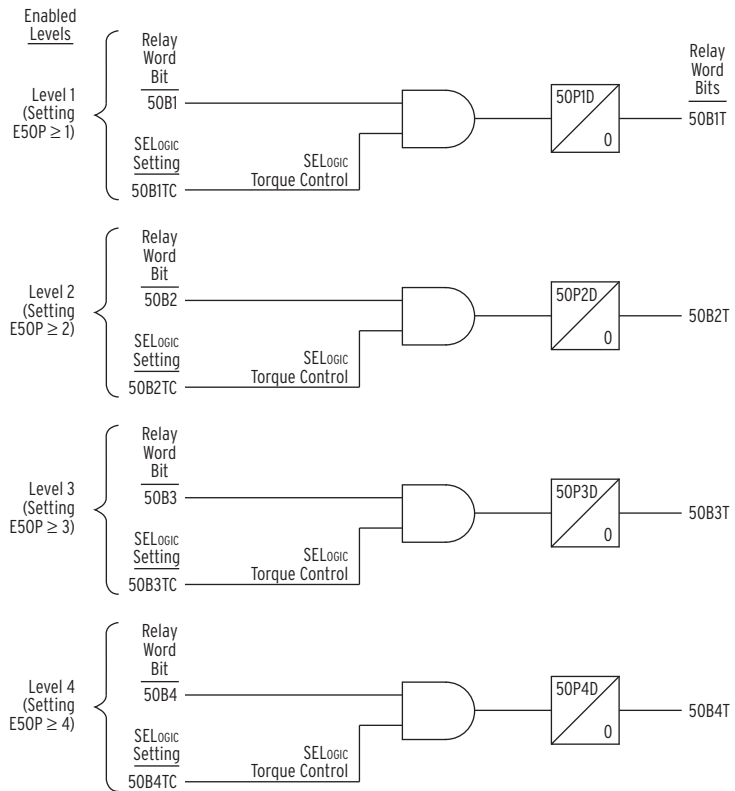 Enabled
Levels
Relay
Word
Bits
Level 1
(Setting
E50P ≥ 1)
Relay
Word
Bit
50B1
SELOGIC
Setting
50B1TC
SELOGIC
Torque Control
50P1D
0
50B1T
Level 2
(Setting
E50P ≥ 2)
Relay
Word
Bit
50B2
SELOGIC
Setting
50B2TC
SELOGIC
Torque Control
50P2D
0
50B2T
Level 3
(Setting
E50P ≥ 3)
Relay
Word
Bit
50B3
SELOGIC
Setting
50B3TC
SELOGIC
Torque Control
50P3D
0
50B3T
Level 4
(Setting
E50P ≥ 4)
Relay
Word
Bit
50B4
SELOGIC
Setting
50B4TC
SELOGIC
Torque Control
50P4D
0
50B4T